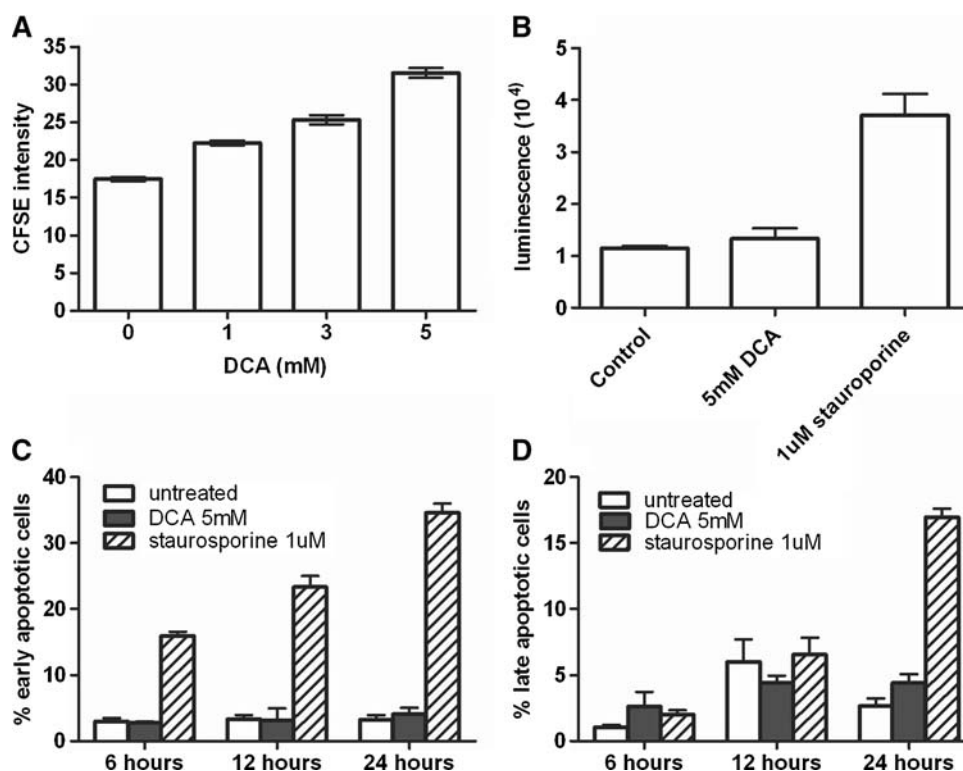 A
CFSE intensity
35
30
25
20
15
10
5
0
0 1 3 5
DCA (mM)
B
luminescence (10⁴)
5
4
3
2
1
0
Control
5mM DCA
1uM stauroporine
C
% early apoptotic cells
40
30
20
10
0
untreated
DCA 5mM
staurosporine 1uM
6 hours 12 hours 24 hours
D
% late apoptotic cells
20
15
10
5
0
untreated
DCA 5mM
staurosporine 1uM
6 hours 12 hours 24 hours